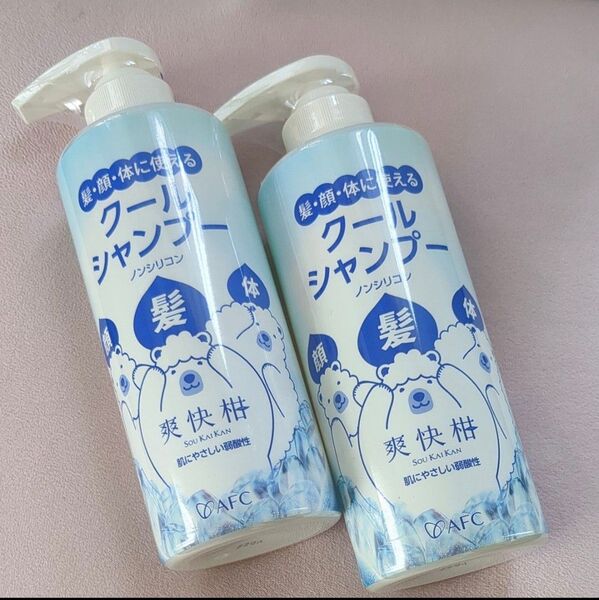 髪・顔・体に使える
クール
シャンプー
ノンシリコン
顔
髪
体
爽快柑
SOU KAI KAN
肌にやさしい弱酸性
AFC
髪・顔・体に使える
クール
シャンプー
ノンシリコン
顔
髪
体
爽快柑
SOU KAI KAN
肌にやさしい弱酸性
AFC